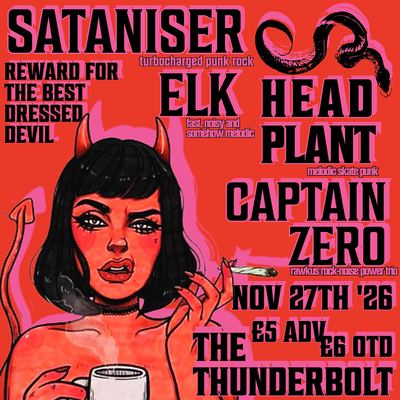 SATANISER
turbocharged punk rock
REWARD FOR
THE BEST
DRESSED
DEVIL
ELK
fast, noisy and
somehow melodic
HEAD
PLANT
melodic skate punk
CAPTAIN
ZERO
rawkus rock-noise power trio
NOV 27TH '26
£5 ADV
£6 OTD
THE
THUNDERBOLT